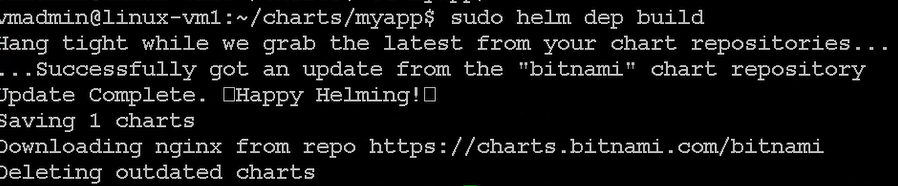 vmadmin@linux-vm1:~/charts/myapp$ sudo helm dep build
Hang tight while we grab the latest from your chart repositories...
...Successfully got an update from the "bitnami" chart repository
Update Complete. ⎕Happy Helming!⎕
Saving 1 charts
Downloading nginx from repo https://charts.bitnami.com/bitnami
Deleting outdated charts